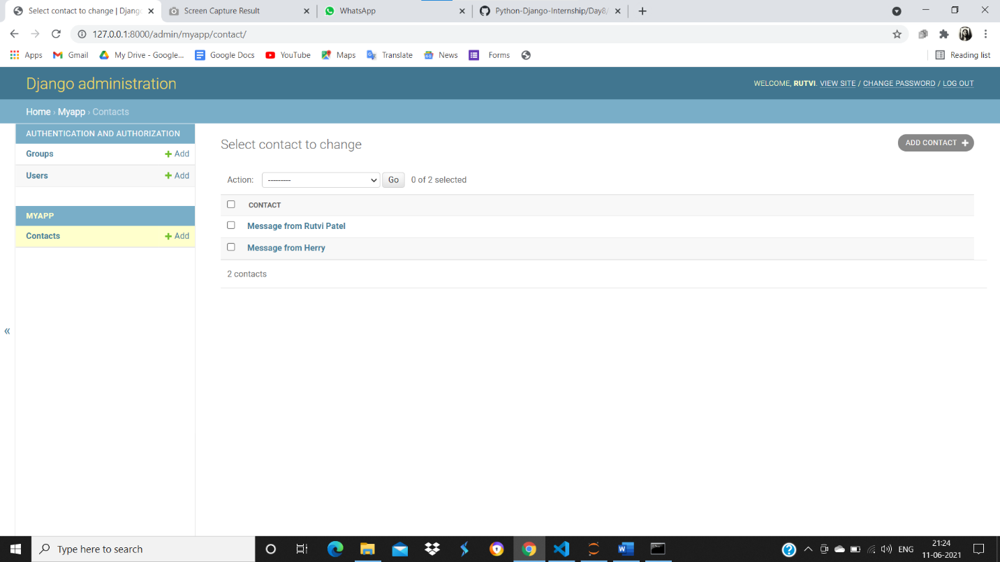 Select contact to change | Djang
Screen Capture Result
WhatsApp
Python-Django-Internship/Day8/
127.0.0.1:8000/admin/myapp/contact/
Apps
Gmail
My Drive - Google...
Google Docs
YouTube
Maps
Translate
News
Forms
Reading list
Django administration
WELCOME, RUTVI. VIEW SITE / CHANGE PASSWORD / LOG OUT
Home › Myapp › Contacts
AUTHENTICATION AND AUTHORIZATION
Groups + Add
Users + Add
MYAPP
Contacts + Add
«
Select contact to change
ADD CONTACT +
Action: --------- Go 0 of 2 selected
CONTACT
Message from Rutvi Patel
Message from Herry
2 contacts
Type here to search
ENG
21:24
11-06-2021